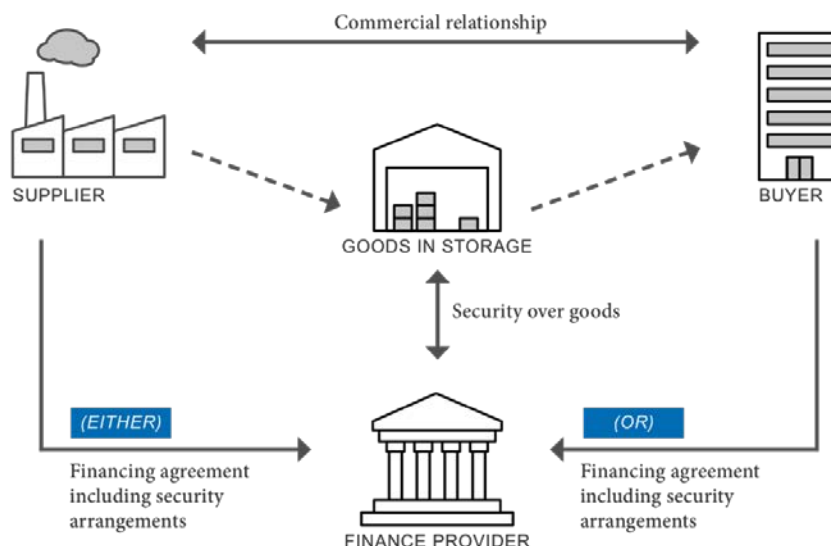 Commercial relationship
SUPPLIER
BUYER
GOODS IN STORAGE
Security over goods
(EITHER)
Financing agreement
including security
arrangements
(OR)
Financing agreement
including security
arrangements
FINANCE PROVIDER